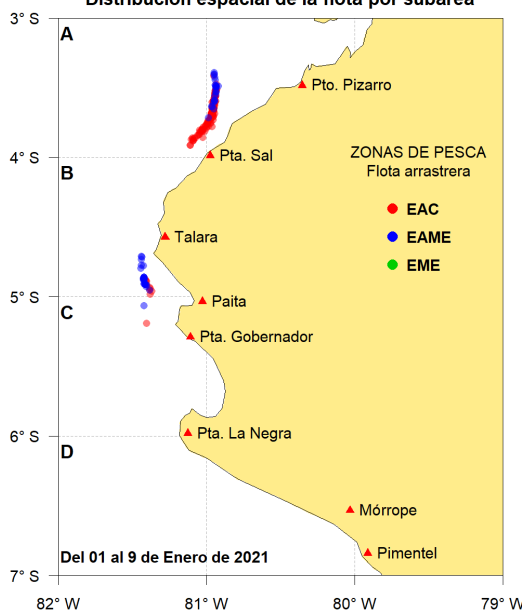 Distribución espacial de la flota por subárea
3° S
A
Pto. Pizarro
4° S
Pta. Sal
B
ZONAS DE PESCA
Flota arrastrera
EAC
EAME
EME
Talara
5° S
Paita
C
Pta. Gobernador
6° S
Pta. La Negra
D
Mórrope
Del 01 al 9 de Enero de 2021
Pimentel
7° S
82° W
81° W
80° W
79° W